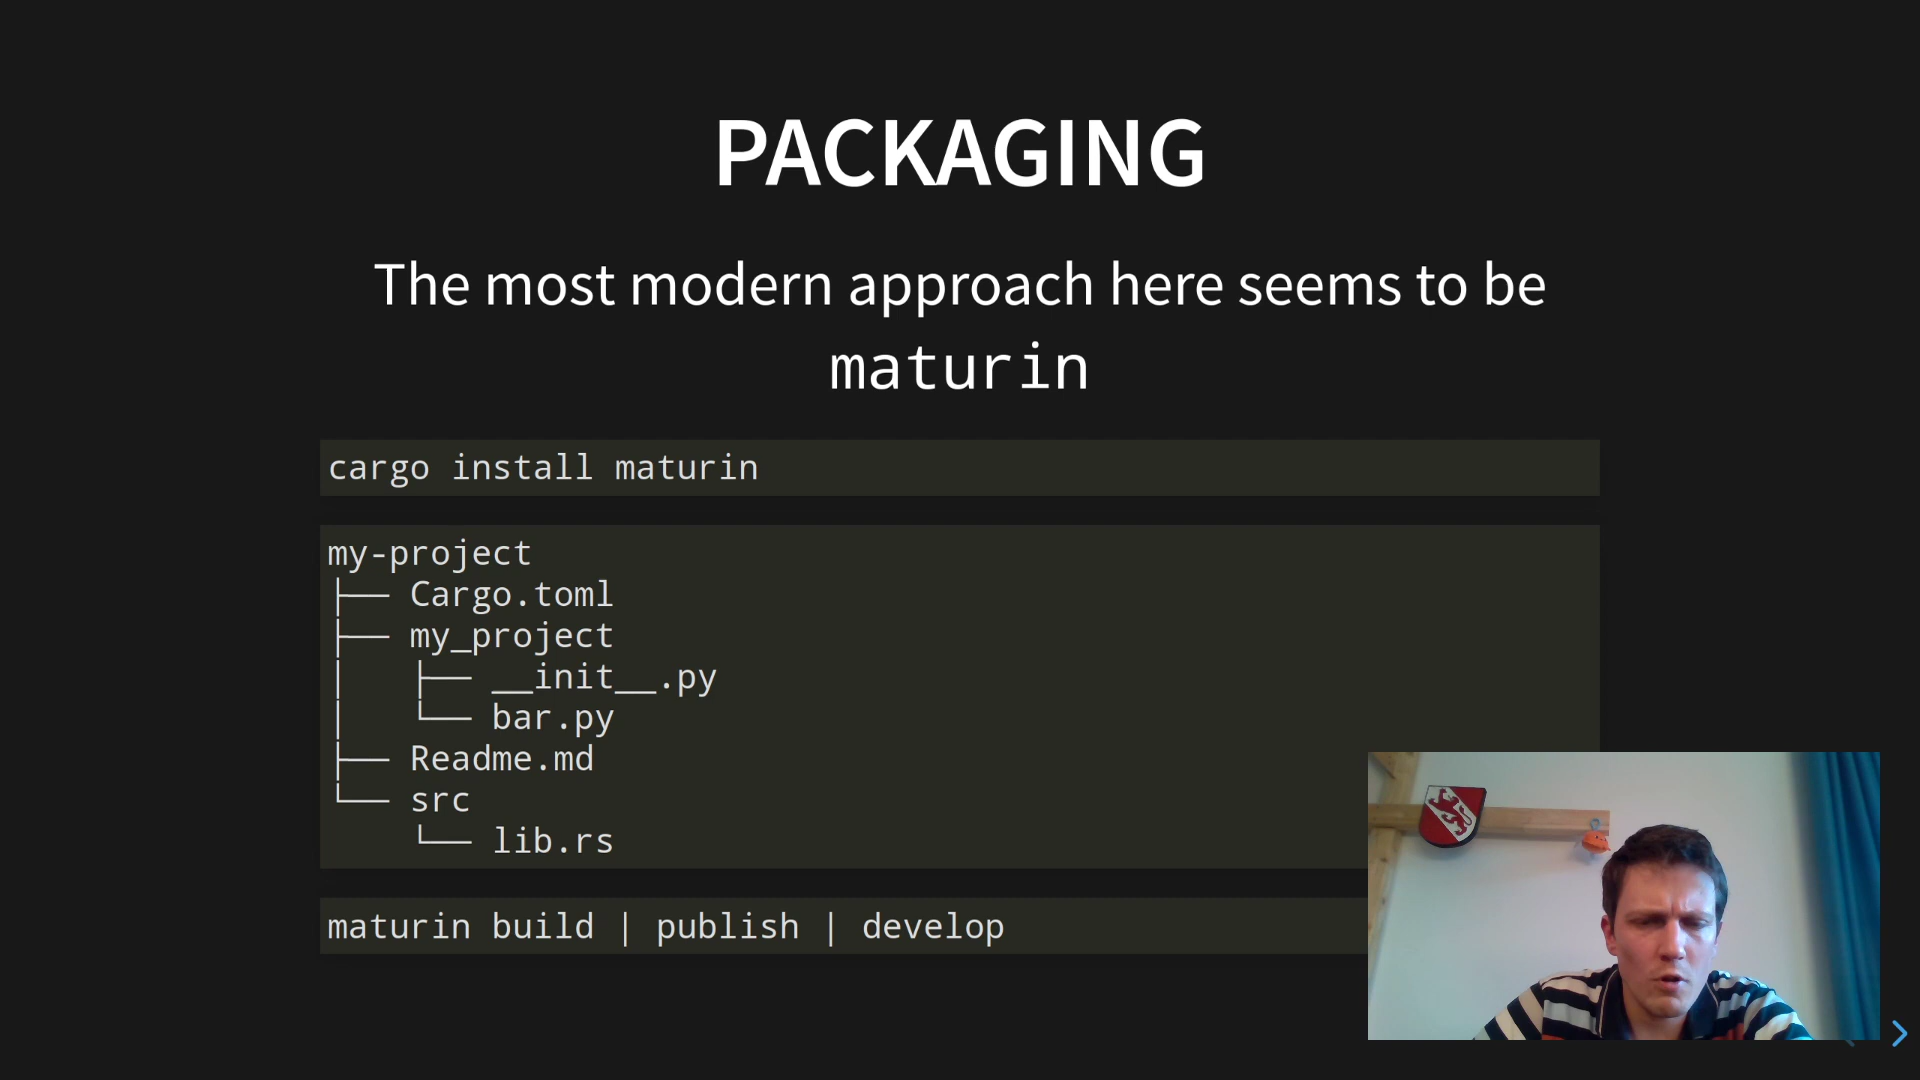 PACKAGING
The most modern approach here seems to be
maturin
cargo install maturin
my-project
├── Cargo.toml
├── my_project
│   ├── __init__.py
│   └── bar.py
├── Readme.md
└── src
    └── lib.rs
maturin build | publish | develop